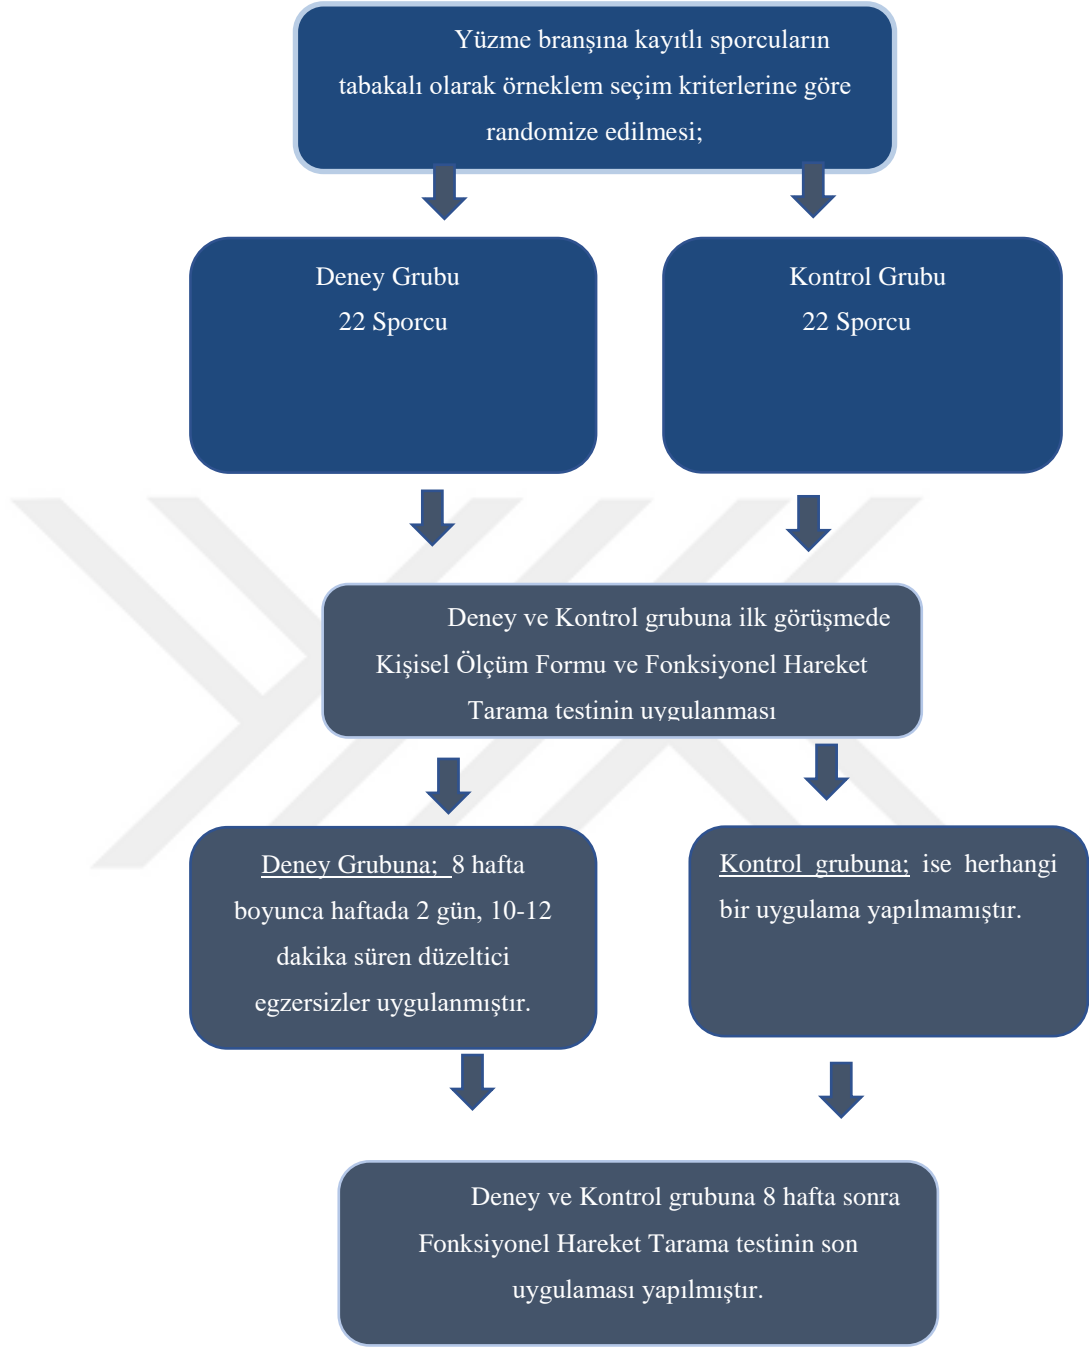 Yüzme branşına kayıtlı sporcuların
tabakalı olarak örneklem seçim kriterlerine göre
randomize edilmesi;
Deney Grubu
22 Sporcu
Kontrol Grubu
22 Sporcu
Deney ve Kontrol grubuna ilk görüşmede
Kişisel Ölçüm Formu ve Fonksiyonel Hareket
Tarama testinin uygulanması
Deney Grubuna; 8 hafta
boyunca haftada 2 gün, 10-12
dakika süren düzeltici
egzersizler uygulanmıştır.
Kontrol grubuna; ise herhangi
bir uygulama yapılmamıştır.
Deney ve Kontrol grubuna 8 hafta sonra
Fonksiyonel Hareket Tarama testinin son
uygulaması yapılmıştır.